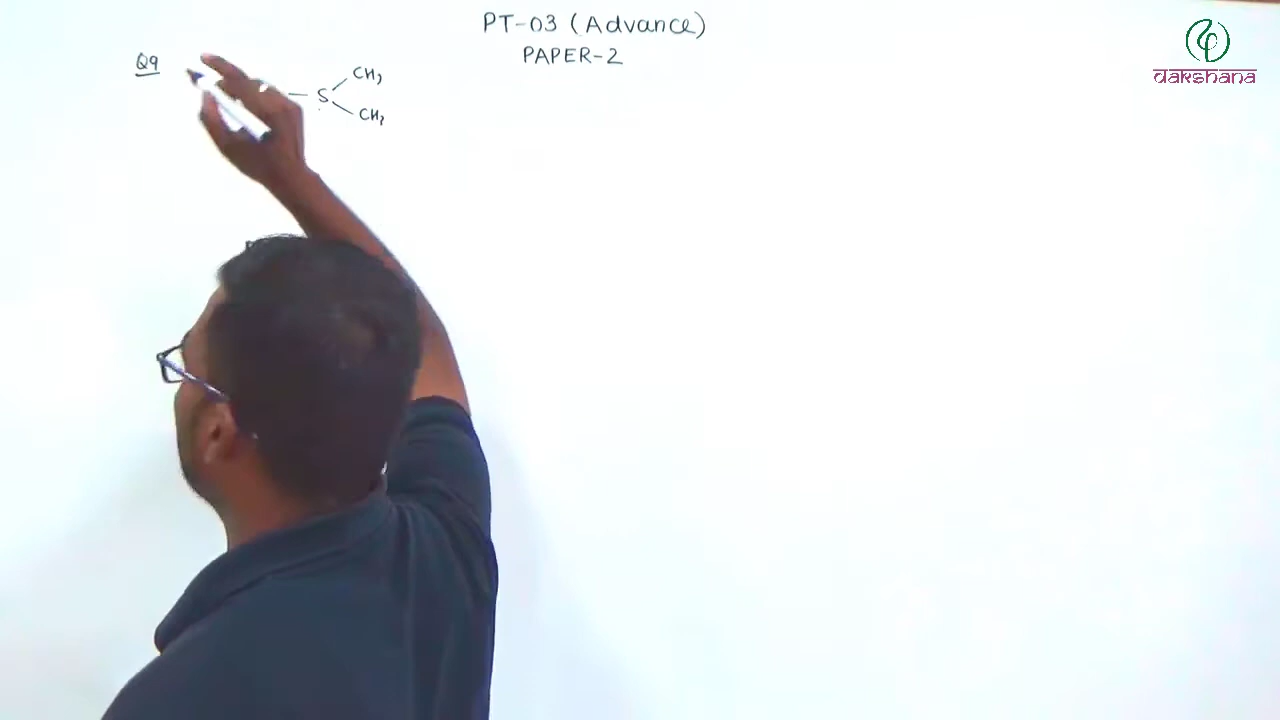 PT-03 (Advance)
PAPER-2
dakshana
Q9
CH3
S
CH3